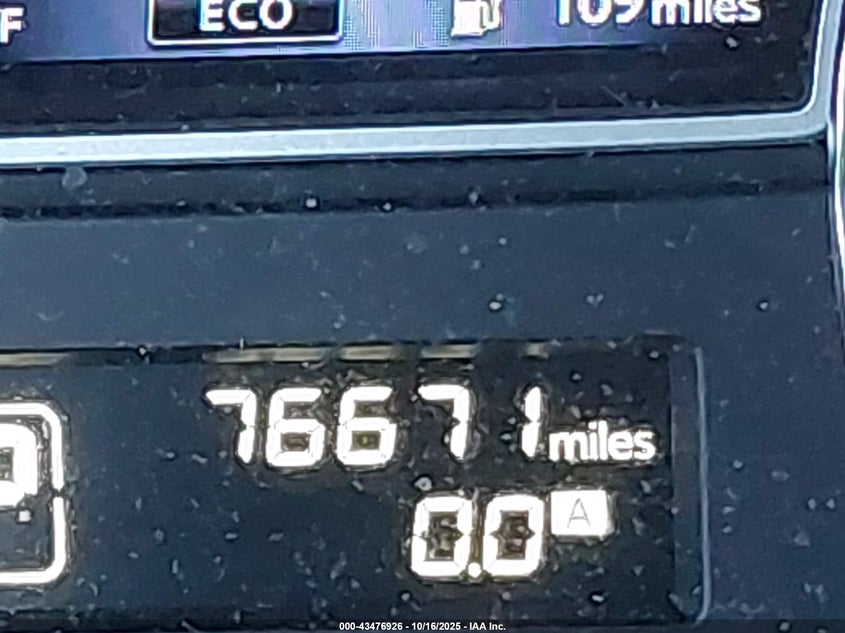 F ECO 109 miles
76671 miles
0.0 A
000-43476926 - 10/16/2025 - IAA Inc.